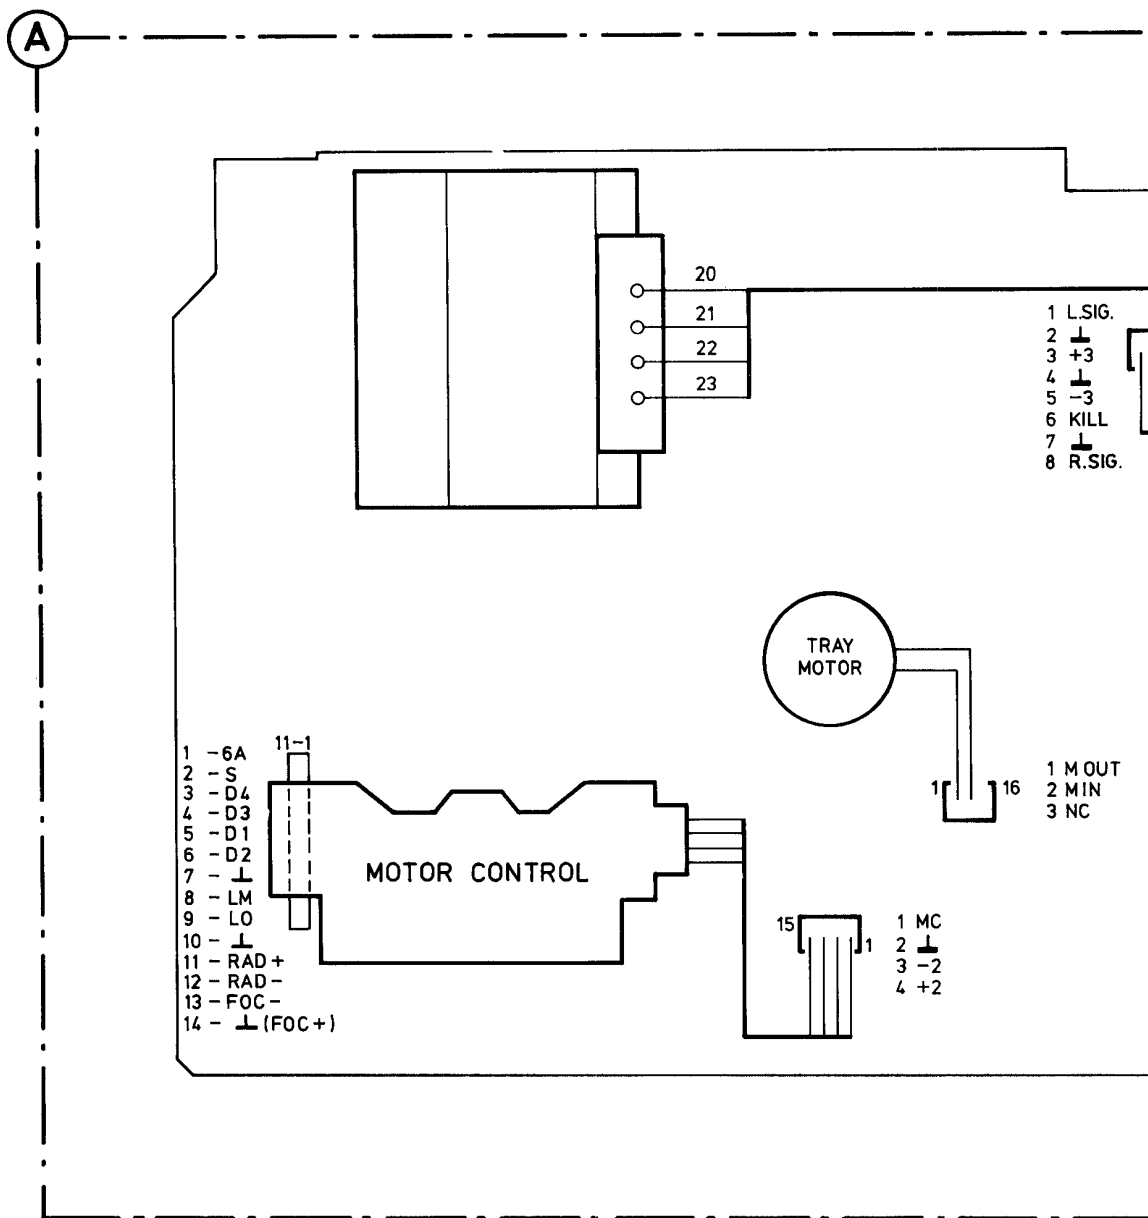 A
20
21
22
23
1 L.SIG.
2 ⊥
3 +3
4 ⊥
5 -3
6 KILL
7 ⊥
8 R.SIG.
TRAY
MOTOR
1 16
1 M OUT
2 MIN
3 NC
11-1
1 -6A
2 -S
3 -D4
4 -D3
5 -D1
6 -D2
7 - ⊥
8 - LM
9 - LO
10 - ⊥
11 - RAD+
12 - RAD-
13 - FOC-
14 - ⊥ (FOC+)
MOTOR CONTROL
15 1
1 MC
2 ⊥
3 -2
4 +2